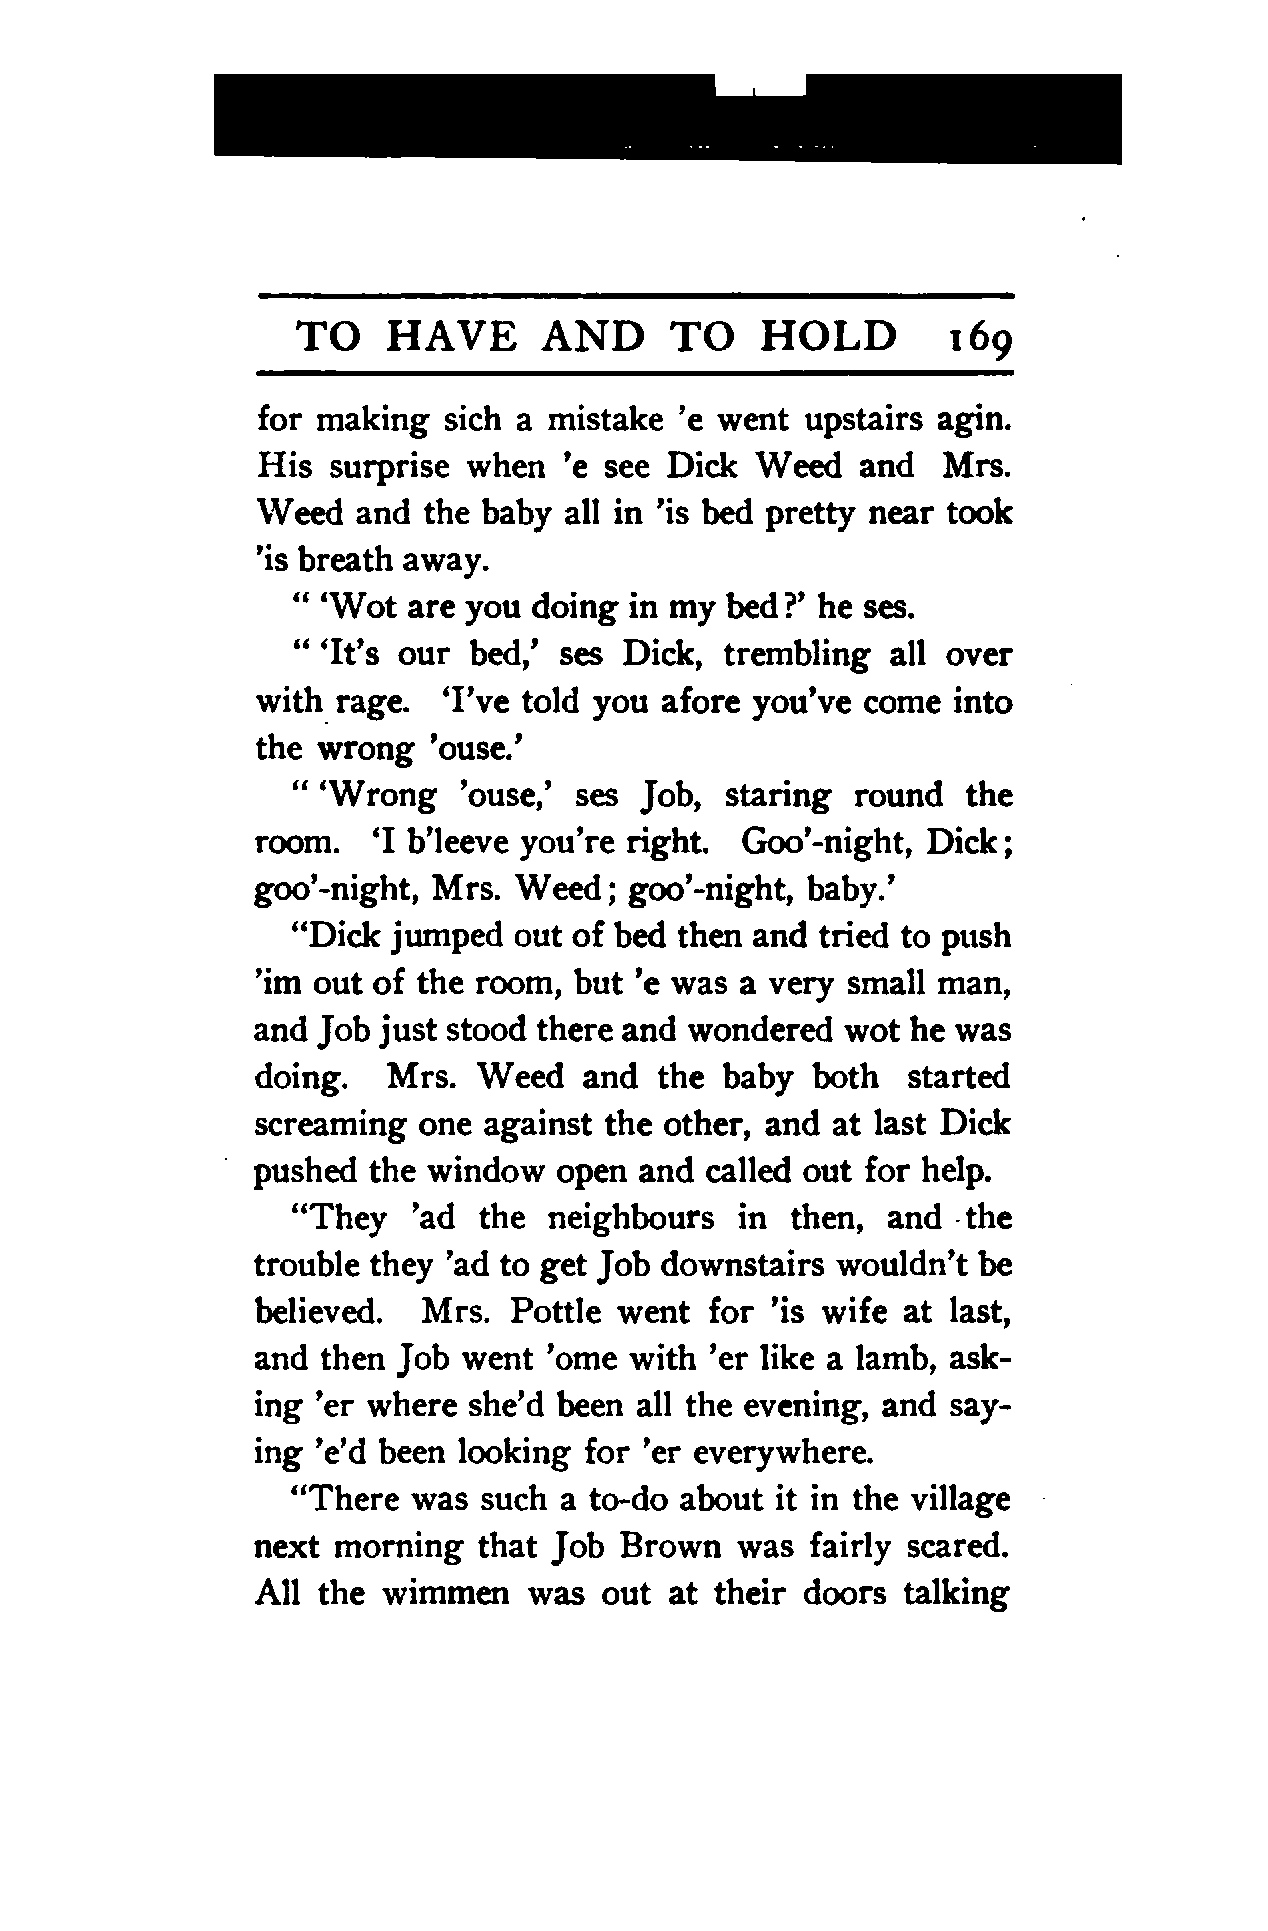 TO HAVE AND TO HOLD 169
for making sich a mistake 'e went upstairs agin.
His surprise when 'e see Dick Weed and Mrs.
Weed and the baby all in 'is bed pretty near took
'is breath away.
" 'Wot are you doing in my bed?' he ses.
" 'It's our bed,' ses Dick, trembling all over
with rage. 'I've told you afore you've come into
the wrong 'ouse.'
" 'Wrong 'ouse,' ses Job, staring round the
room. 'I b'leeve you're right. Goo'-night, Dick;
goo'-night, Mrs. Weed; goo'-night, baby.'
"Dick jumped out of bed then and tried to push
'im out of the room, but 'e was a very small man,
and Job just stood there and wondered wot he was
doing. Mrs. Weed and the baby both started
screaming one against the other, and at last Dick
pushed the window open and called out for help.
"They 'ad the neighbours in then, and the
trouble they 'ad to get Job downstairs wouldn't be
believed. Mrs. Pottle went for 'is wife at last,
and then Job went 'ome with 'er like a lamb, ask-
ing 'er where she'd been all the evening, and say-
ing 'e'd been looking for 'er everywhere.
"There was such a to-do about it in the village
next morning that Job Brown was fairly scared.
All the wimmen was out at their doors talking